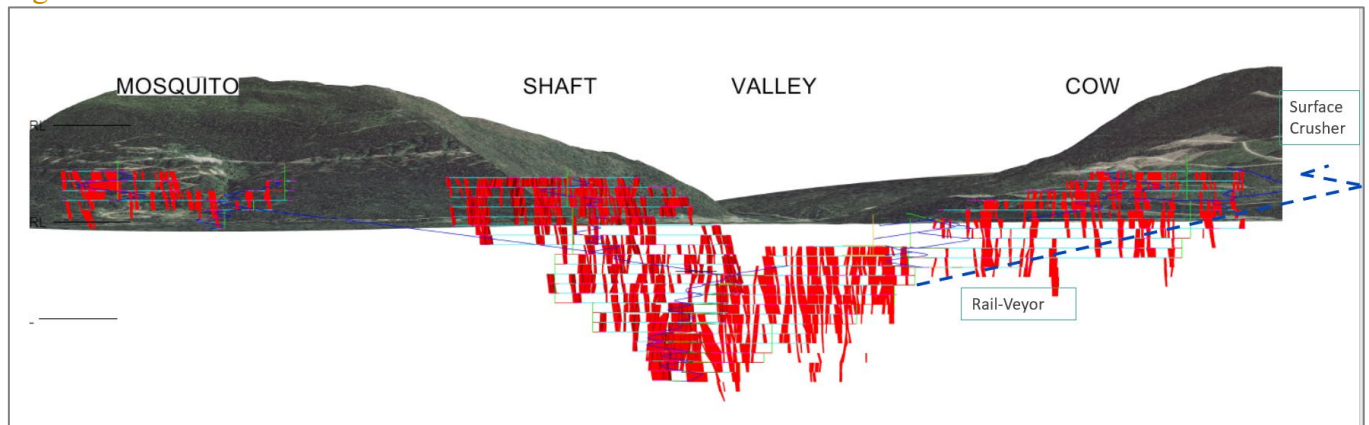 MOSQUITO
SHAFT
VALLEY
COW
Surface
Crusher
RL
RL
Rail-Veyor